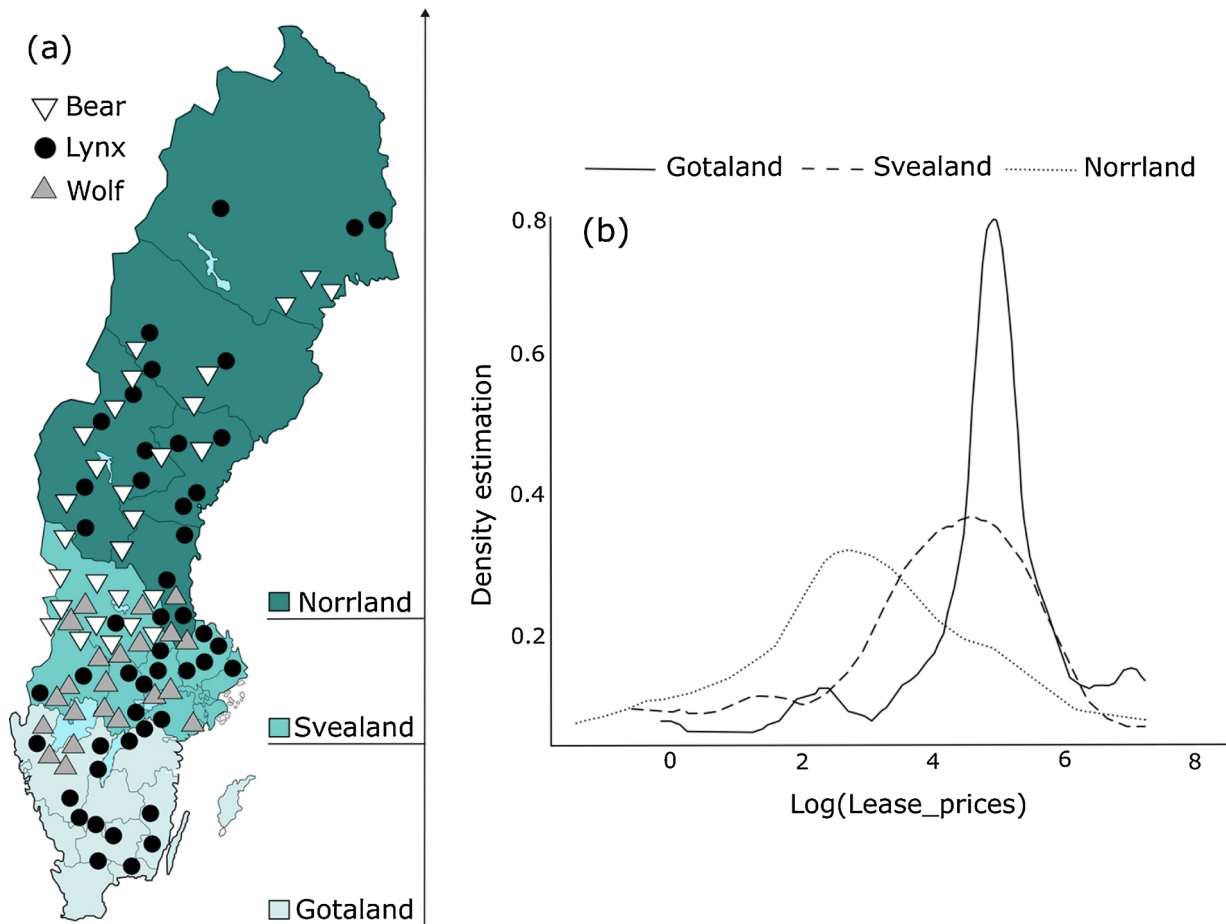 (a)
Bear
Lynx
Wolf
Norrland
Svealand
Gotaland
Gotaland Svealand Norrland
(b)
0.8
0.6
0.4
0.2
Density estimation
0 2 4 6 8
Log(Lease_prices)